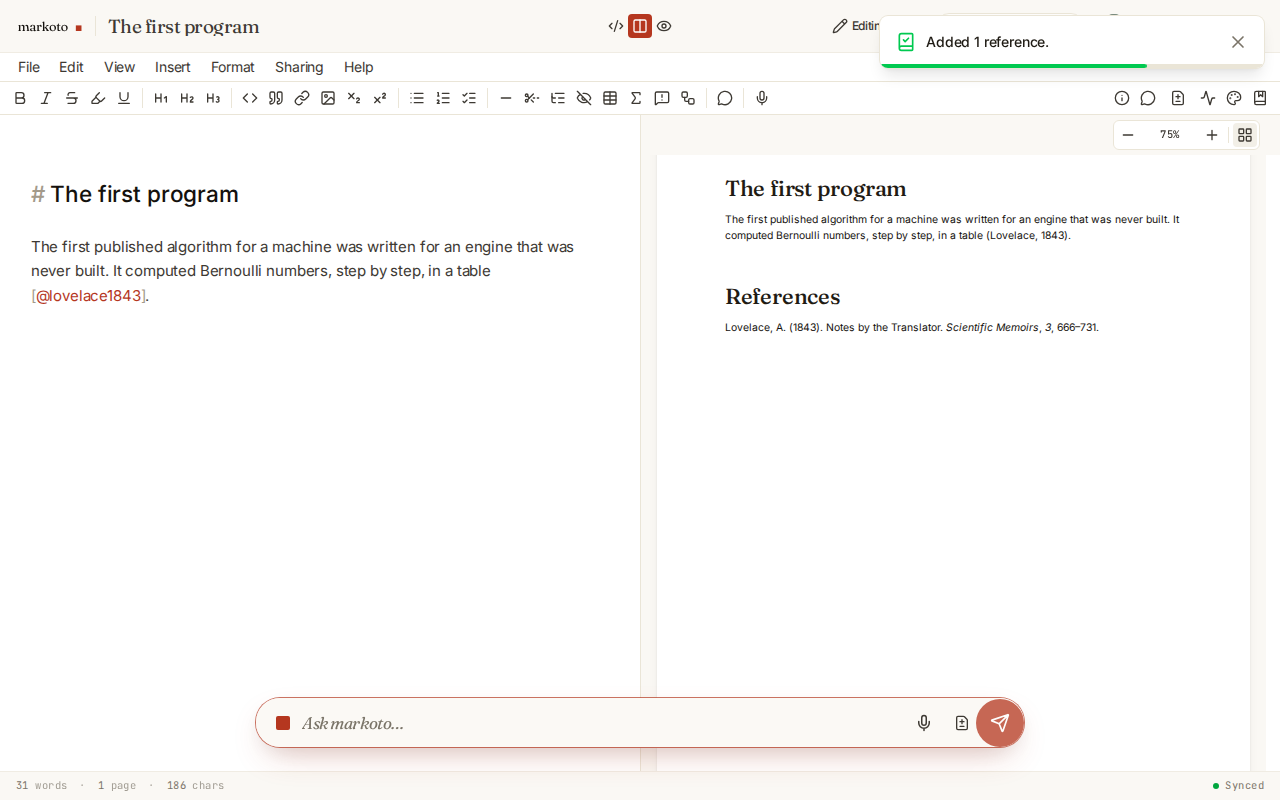 markoto
The first program
Added 1 reference.
File Edit View Insert Format Sharing Help
H1 H2 H3
75%
# The first program
The first published algorithm for a machine was written for an engine that was
never built. It computed Bernoulli numbers, step by step, in a table
[@lovelace1843].
The first program
The first published algorithm for a machine was written for an engine that was never built. It
computed Bernoulli numbers, step by step, in a table (Lovelace, 1843).
References
Lovelace, A. (1843). Notes by the Translator. Scientific Memoirs, 3, 666–731.
Ask markoto...
31 words · 1 page · 186 chars
Synced